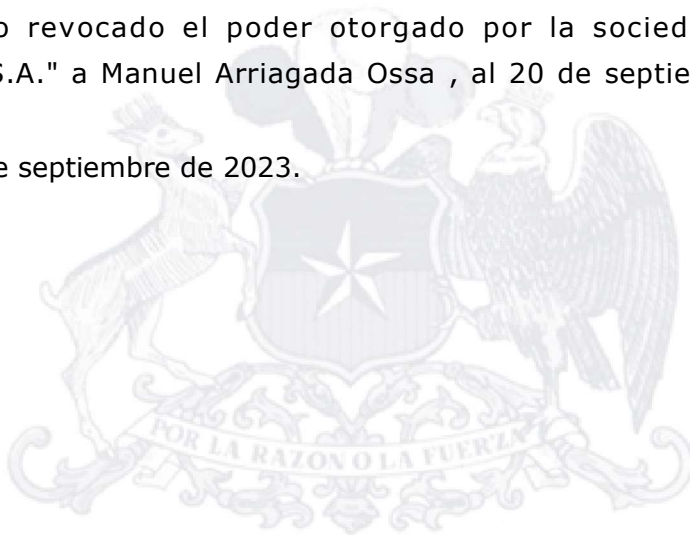 o revocado el poder otorgado por la socied
S.A." a Manuel Arriagada Ossa , al 20 de septie
e septiembre de 2023.
POR LA RAZON O LA FUERZA